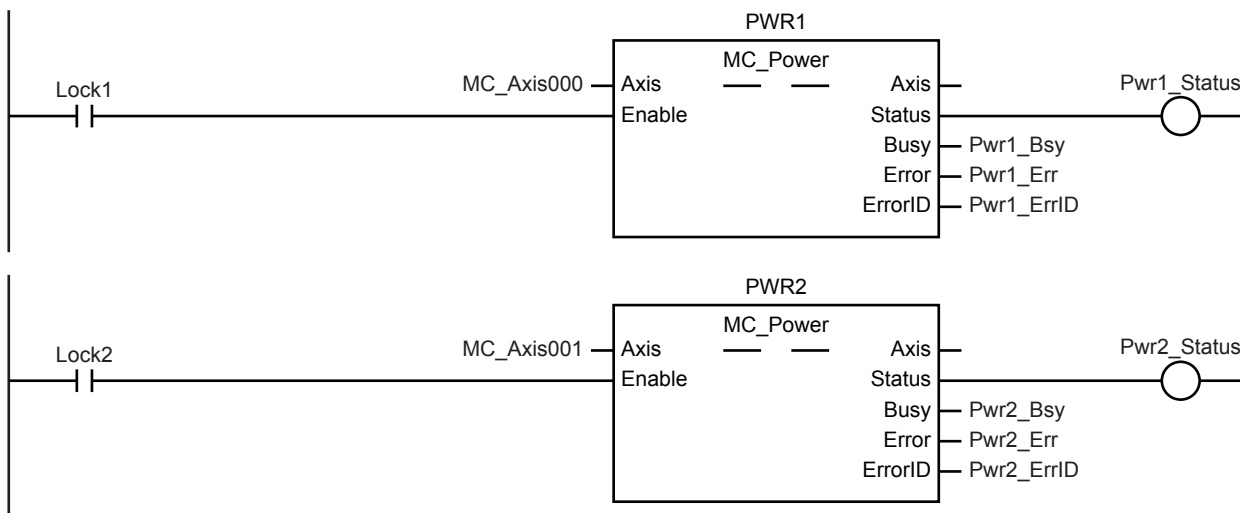 PWR1
MC_Power
MC_Axis000 Axis Axis Pwr1_Status
Lock1
Enable Status
Busy Pwr1_Bsy
Error Pwr1_Err
ErrorID Pwr1_ErrID
PWR2
MC_Power
MC_Axis001 Axis Axis Pwr2_Status
Lock2
Enable Status
Busy Pwr2_Bsy
Error Pwr2_Err
ErrorID Pwr2_ErrID